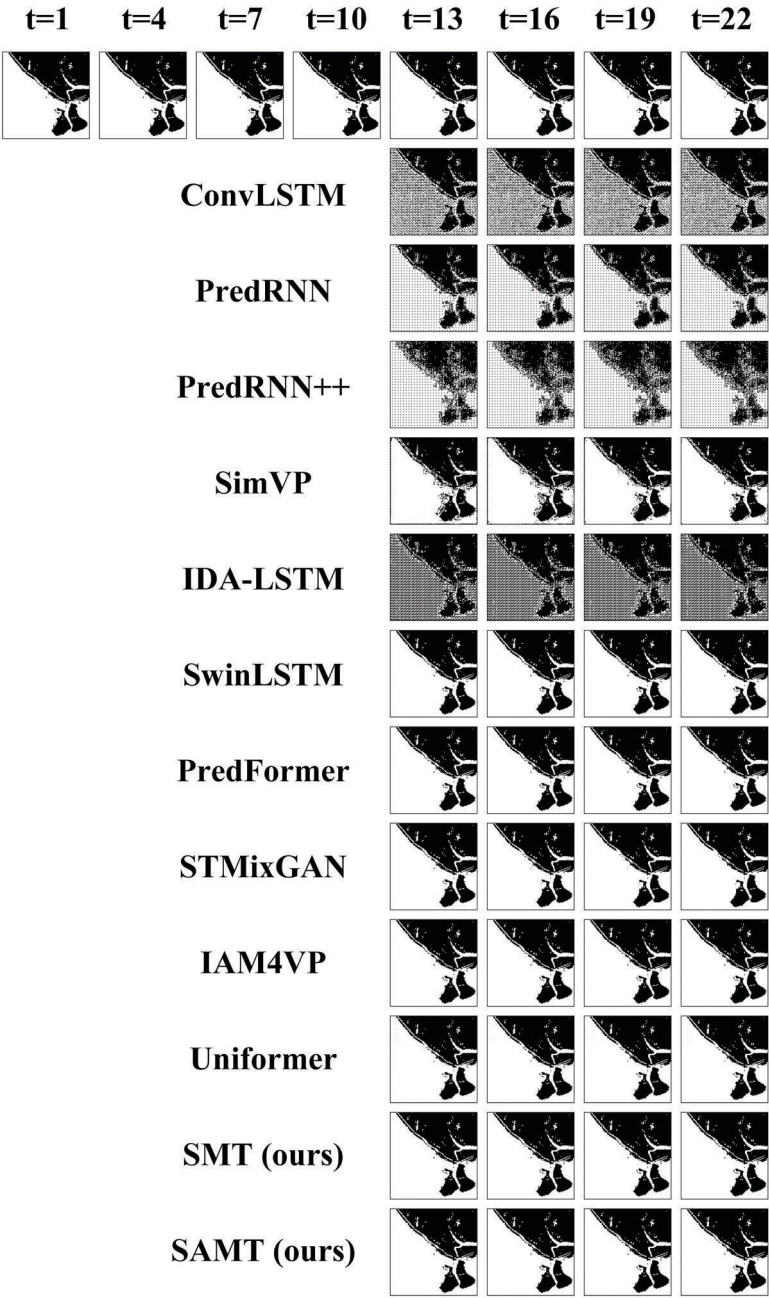 t=1 t=4 t=7 t=10 t=13 t=16 t=19 t=22
ConvLSTM
PredRNN
PredRNN++
SimVP
IDA-LSTM
SwinLSTM
PredFormer
STMixGAN
IAM4VP
Uniformer
SMT (ours)
SAMT (ours)